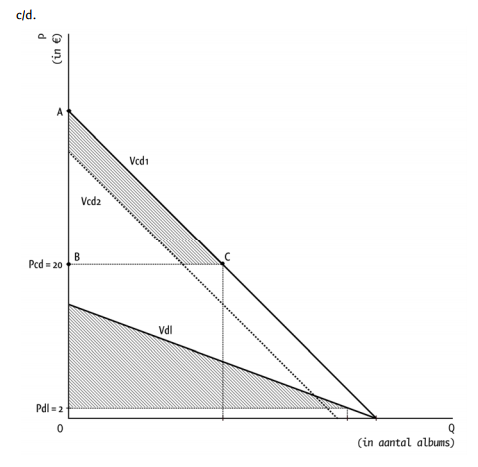 c/d.
P
(in €)
A
Vcd1
Vcd2
B
C
Pcd = 20
Vdl
Pdl = 2
0
Q
(in aantal albums)